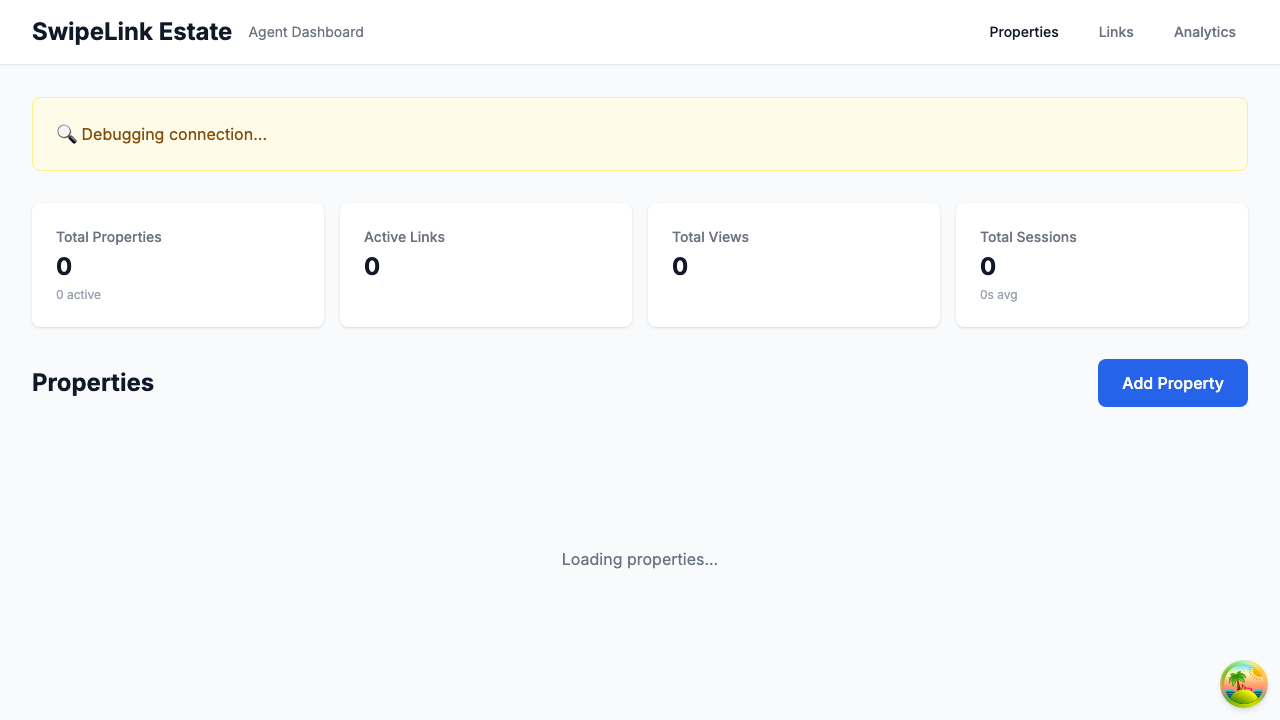 SwipeLink Estate
Agent Dashboard
Properties
Links
Analytics
🔍 Debugging connection...
Total Properties
0
0 active
Active Links
0
Total Views
0
Total Sessions
0
0s avg
Properties
Add Property
Loading properties...